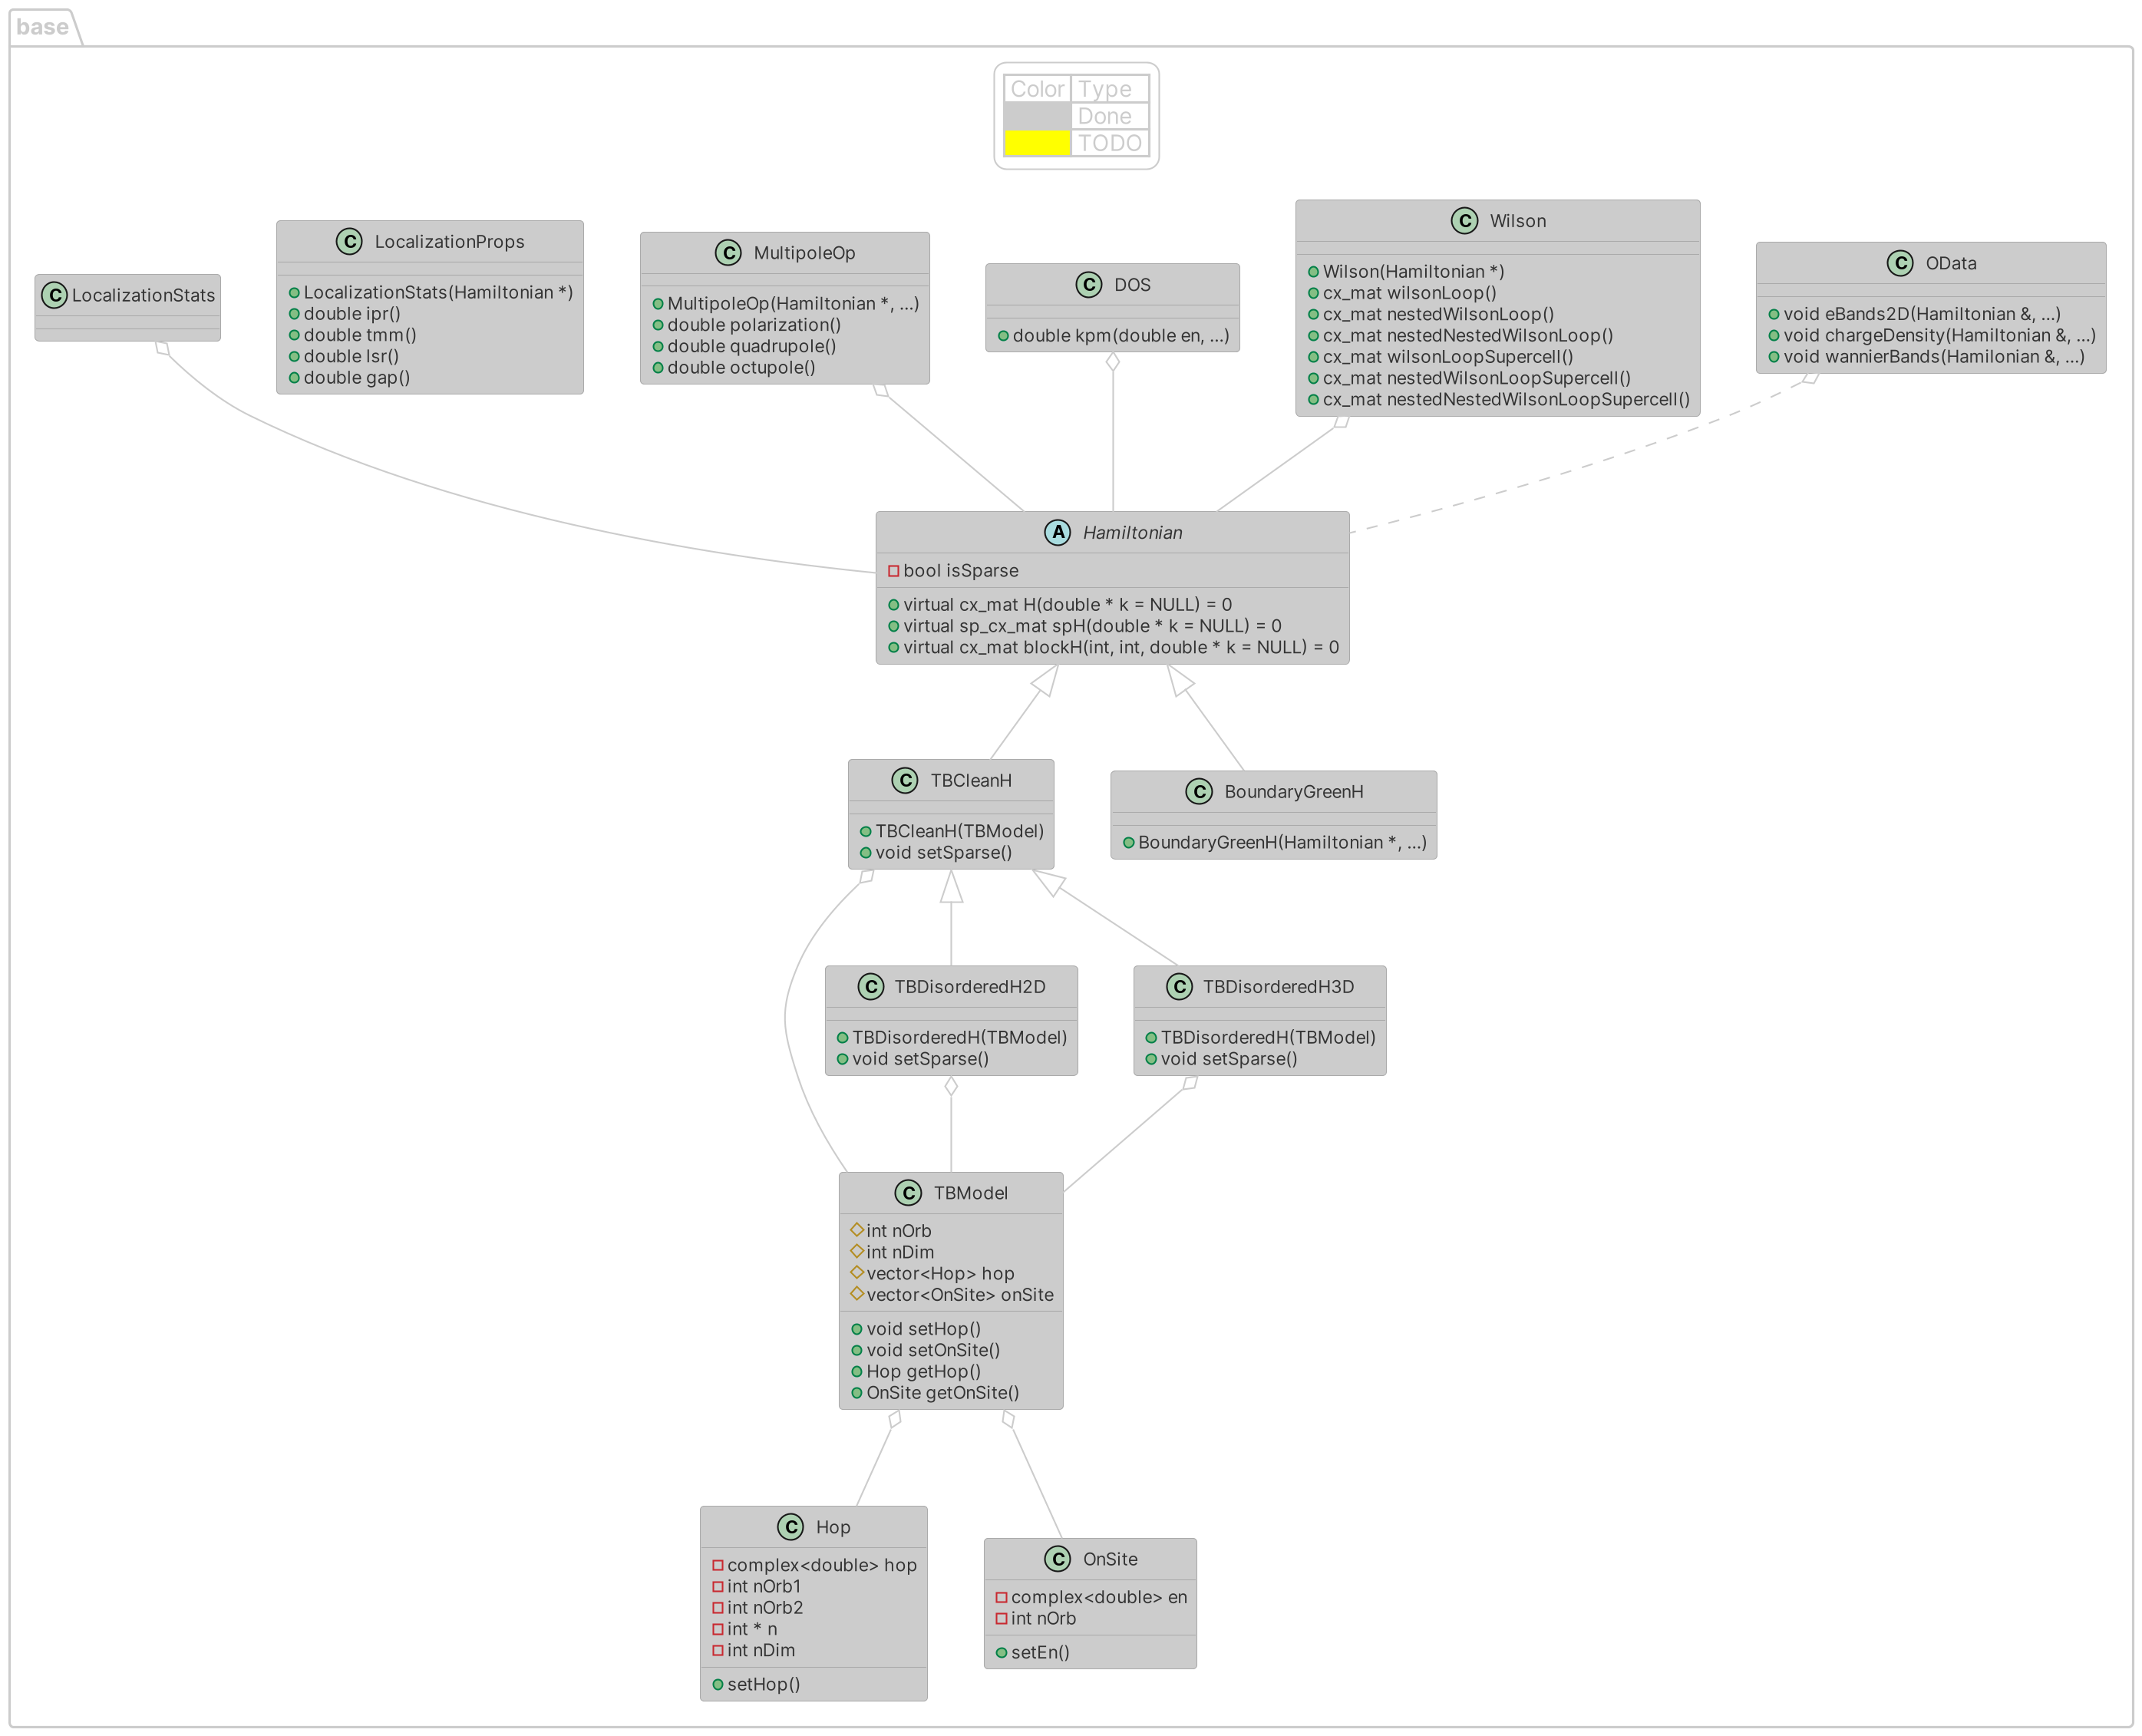 base
Color Type
Done
TODO
LocalizationStats
LocalizationProps
LocalizationStats(Hamiltonian *)
double ipr()
double tmm()
double lsr()
double gap()
MultipoleOp
MultipoleOp(Hamiltonian *, ...)
double polarization()
double quadrupole()
double octupole()
DOS
double kpm(double en, ...)
Wilson
Wilson(Hamiltonian *)
cx_mat wilsonLoop()
cx_mat nestedWilsonLoop()
cx_mat nestedNestedWilsonLoop()
cx_mat wilsonLoopSupercell()
cx_mat nestedWilsonLoopSupercell()
cx_mat nestedNestedWilsonLoopSupercell()
OData
void eBands2D(Hamiltonian &, ...)
void chargeDensity(Hamiltonian &, ...)
void wannierBands(Hamilonian &, ...)
Hamiltonian
bool isSparse
virtual cx_mat H(double * k = NULL) = 0
virtual sp_cx_mat spH(double * k = NULL) = 0
virtual cx_mat blockH(int, int, double * k = NULL) = 0
TBCleanH
TBCleanH(TBModel)
void setSparse()
BoundaryGreenH
BoundaryGreenH(Hamiltonian *, ...)
TBDisorderedH2D
TBDisorderedH(TBModel)
void setSparse()
TBDisorderedH3D
TBDisorderedH(TBModel)
void setSparse()
TBModel
int nOrb
int nDim
vector<Hop> hop
vector<OnSite> onSite
void setHop()
void setOnSite()
Hop getHop()
OnSite getOnSite()
Hop
complex<double> hop
int nOrb1
int nOrb2
int * n
int nDim
setHop()
OnSite
complex<double> en
int nOrb
setEn()